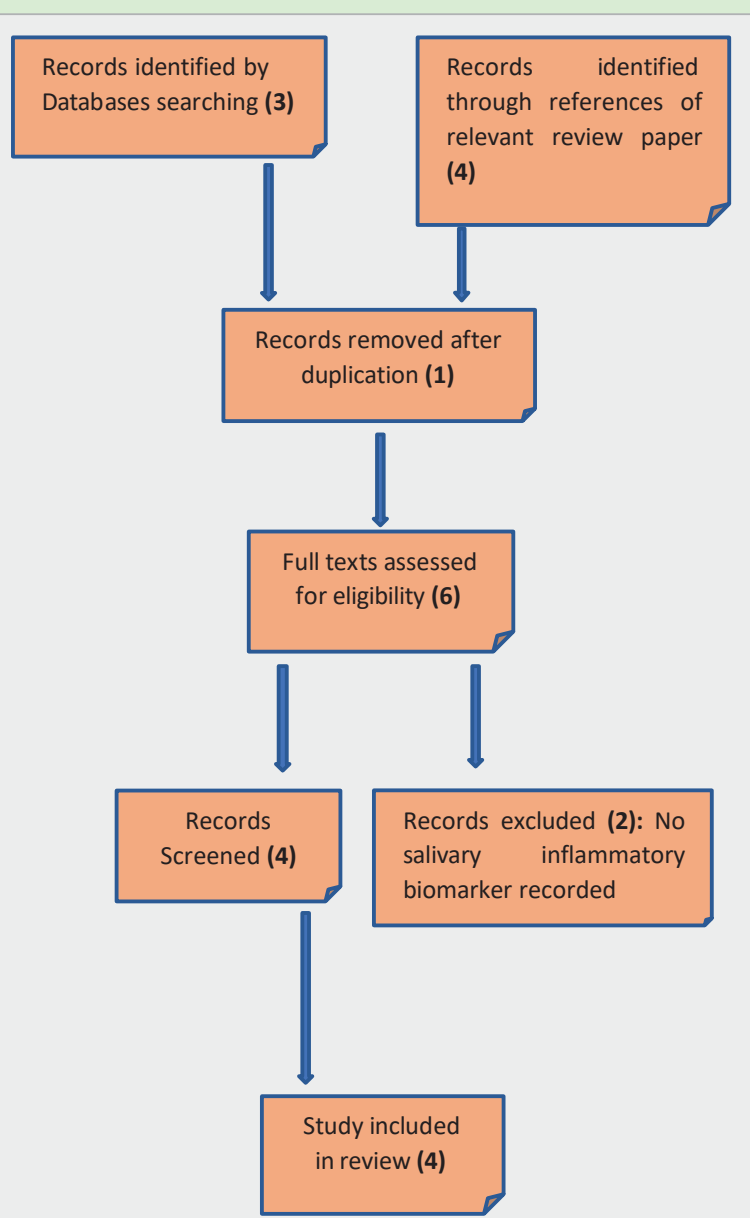 Records identified by
Databases searching (3)
Records identified
through references of
relevant review paper
(4)
Records removed after
duplication (1)
Full texts assessed
for eligibility (6)
Records
Screened (4)
Records excluded (2): No
salivary inflammatory
biomarker recorded
Study included
in review (4)